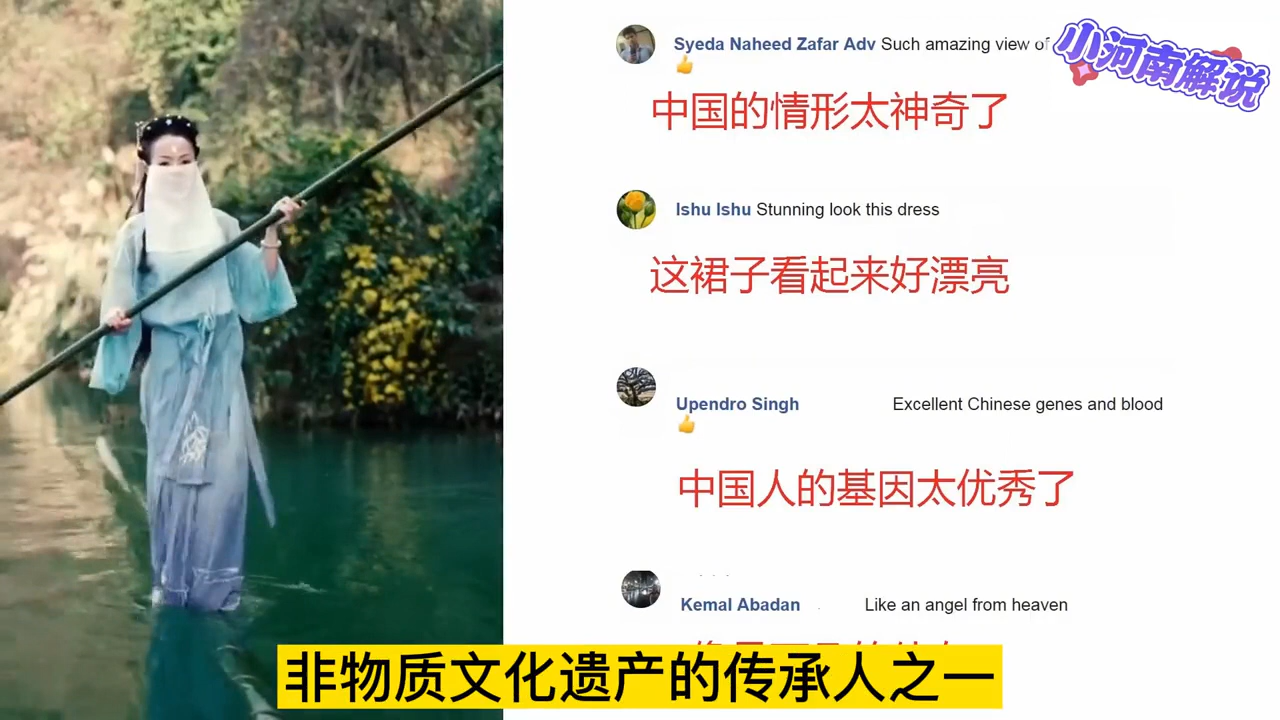 小河南解说
Syeda Naheed Zafar Adv Such amazing view of
中国的情形太神奇了
Ishu Ishu Stunning look this dress
这裙子看起来好漂亮
Upendro Singh Excellent Chinese genes and blood
中国人的基因太优秀了
Kemal Abadan Like an angel from heaven
非物质文化遗产的传承人之一